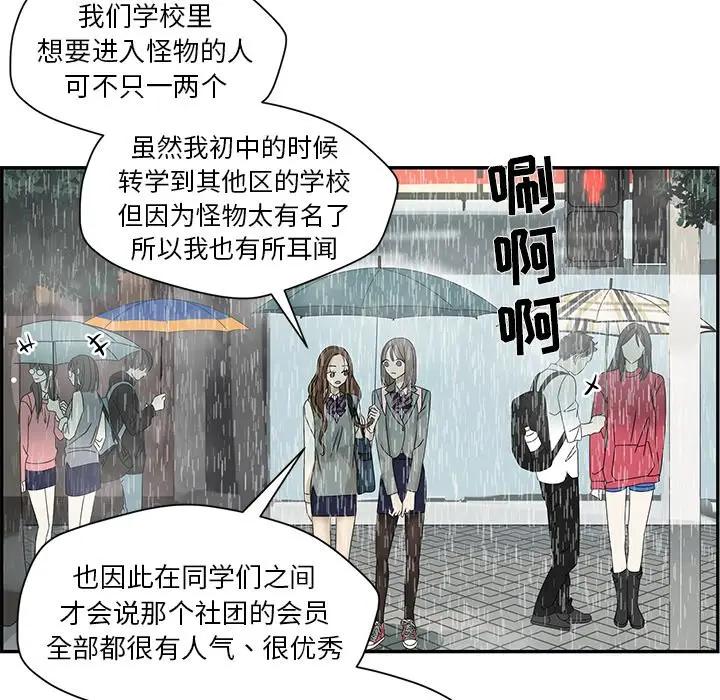 我们学校里
想要进入怪物的人
可不只一两个
虽然我初中的时候
转学到其他区的学校
但因为怪物太有名了
所以我也有所耳闻
唰
啊
啊
也因此在同学们之间
才会说那个社团的会员
全部都很有人气、很优秀